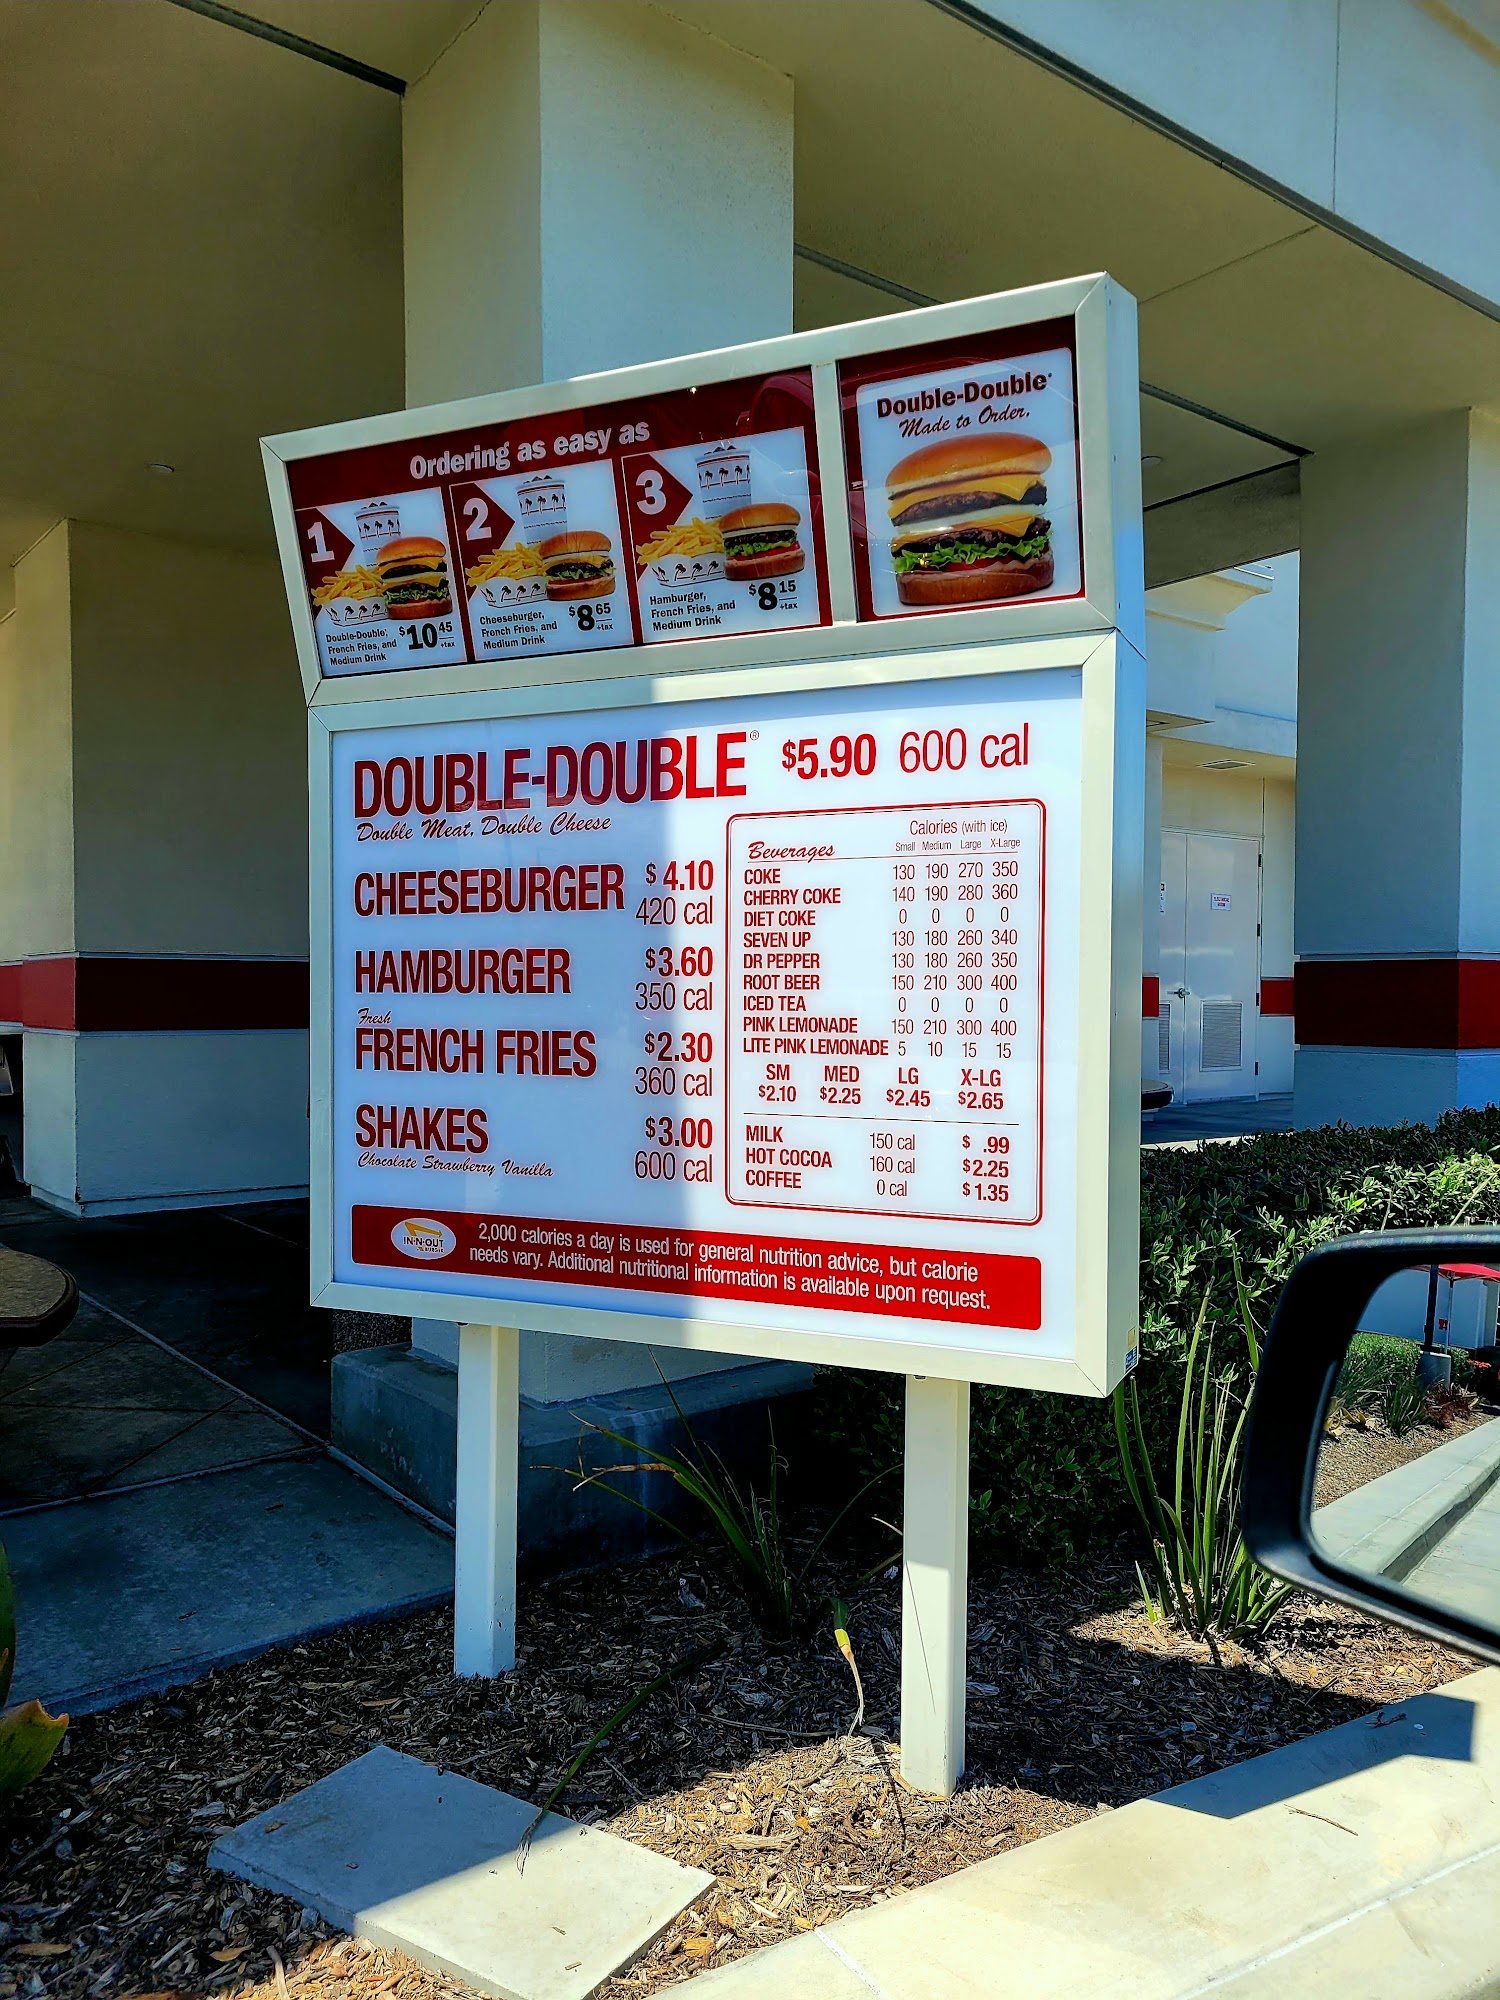 Ordering as easy as
1
Double-Double,
French Fries, and
Medium Drink
$10 45
+tax
2
Cheeseburger,
French Fries, and
Medium Drink
$8 65
+tax
3
Hamburger,
French Fries, and
Medium Drink
$8 15
+tax
Double-Double®
Made to Order.
DOUBLE-DOUBLE® $5.90 600 cal
Double Meat, Double Cheese
CHEESEBURGER $4.10
420 cal
HAMBURGER $3.60
350 cal
Fresh
FRENCH FRIES $2.30
360 cal
SHAKES $3.00
Chocolate Strawberry Vanilla 600 cal
Calories (with ice)
Beverages Small Medium Large X-Large
COKE 130 190 270 350
CHERRY COKE 140 190 280 360
DIET COKE 0 0 0 0
SEVEN UP 130 180 260 340
DR PEPPER 130 180 260 350
ROOT BEER 150 210 300 400
ICED TEA 0 0 0 0
PINK LEMONADE 150 210 300 400
LITE PINK LEMONADE 5 10 15 15
SM MED LG X-LG
$2.10 $2.25 $2.45 $2.65
MILK 150 cal $ .99
HOT COCOA 160 cal $2.25
COFFEE 0 cal $1.35
IN-N-OUT
BURGER
2,000 calories a day is used for general nutrition advice, but calorie
needs vary. Additional nutritional information is available upon request.